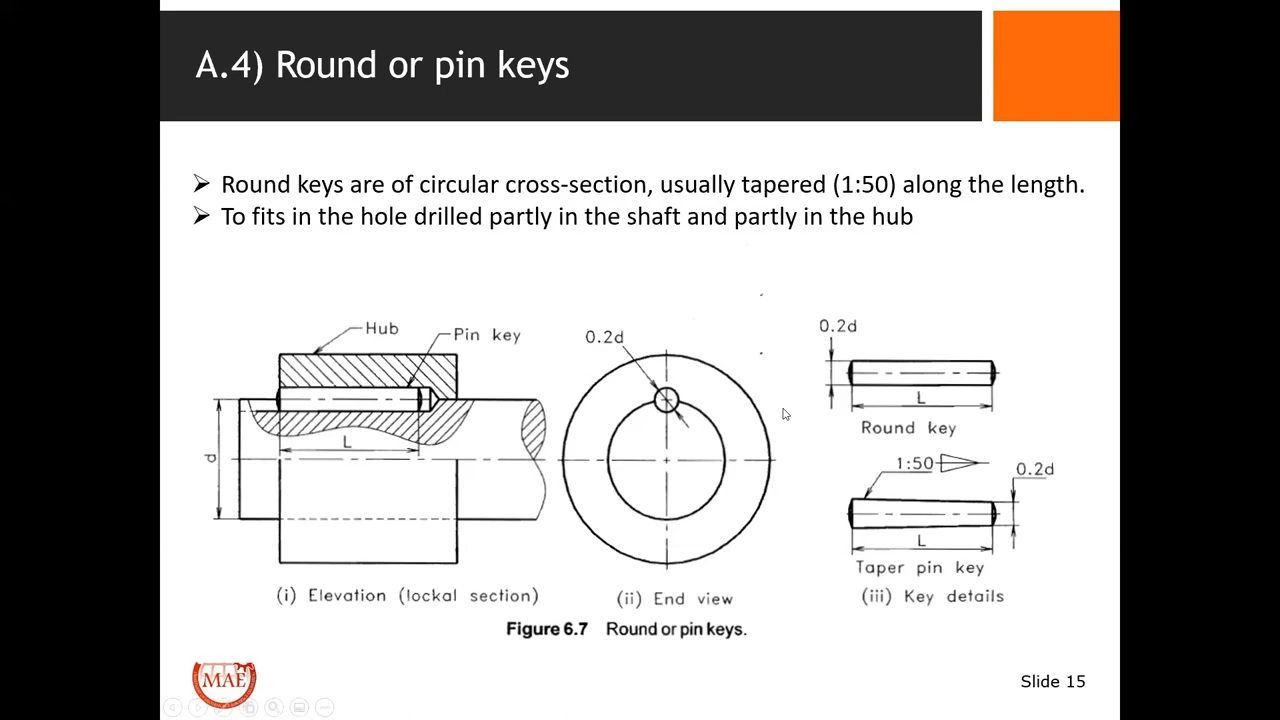 A.4) Round or pin keys
➢ Round keys are of circular cross-section, usually tapered (1:50) along the length.
➢ To fits in the hole drilled partly in the shaft and partly in the hub
Hub
Pin key
d
L
(i) Elevation (lockal section)
0.2d
(ii) End view
0.2d
L
Round key
1:50
0.2d
L
Taper pin key
(iii) Key details
Figure 6.7 Round or pin keys.
MAE
Slide 15